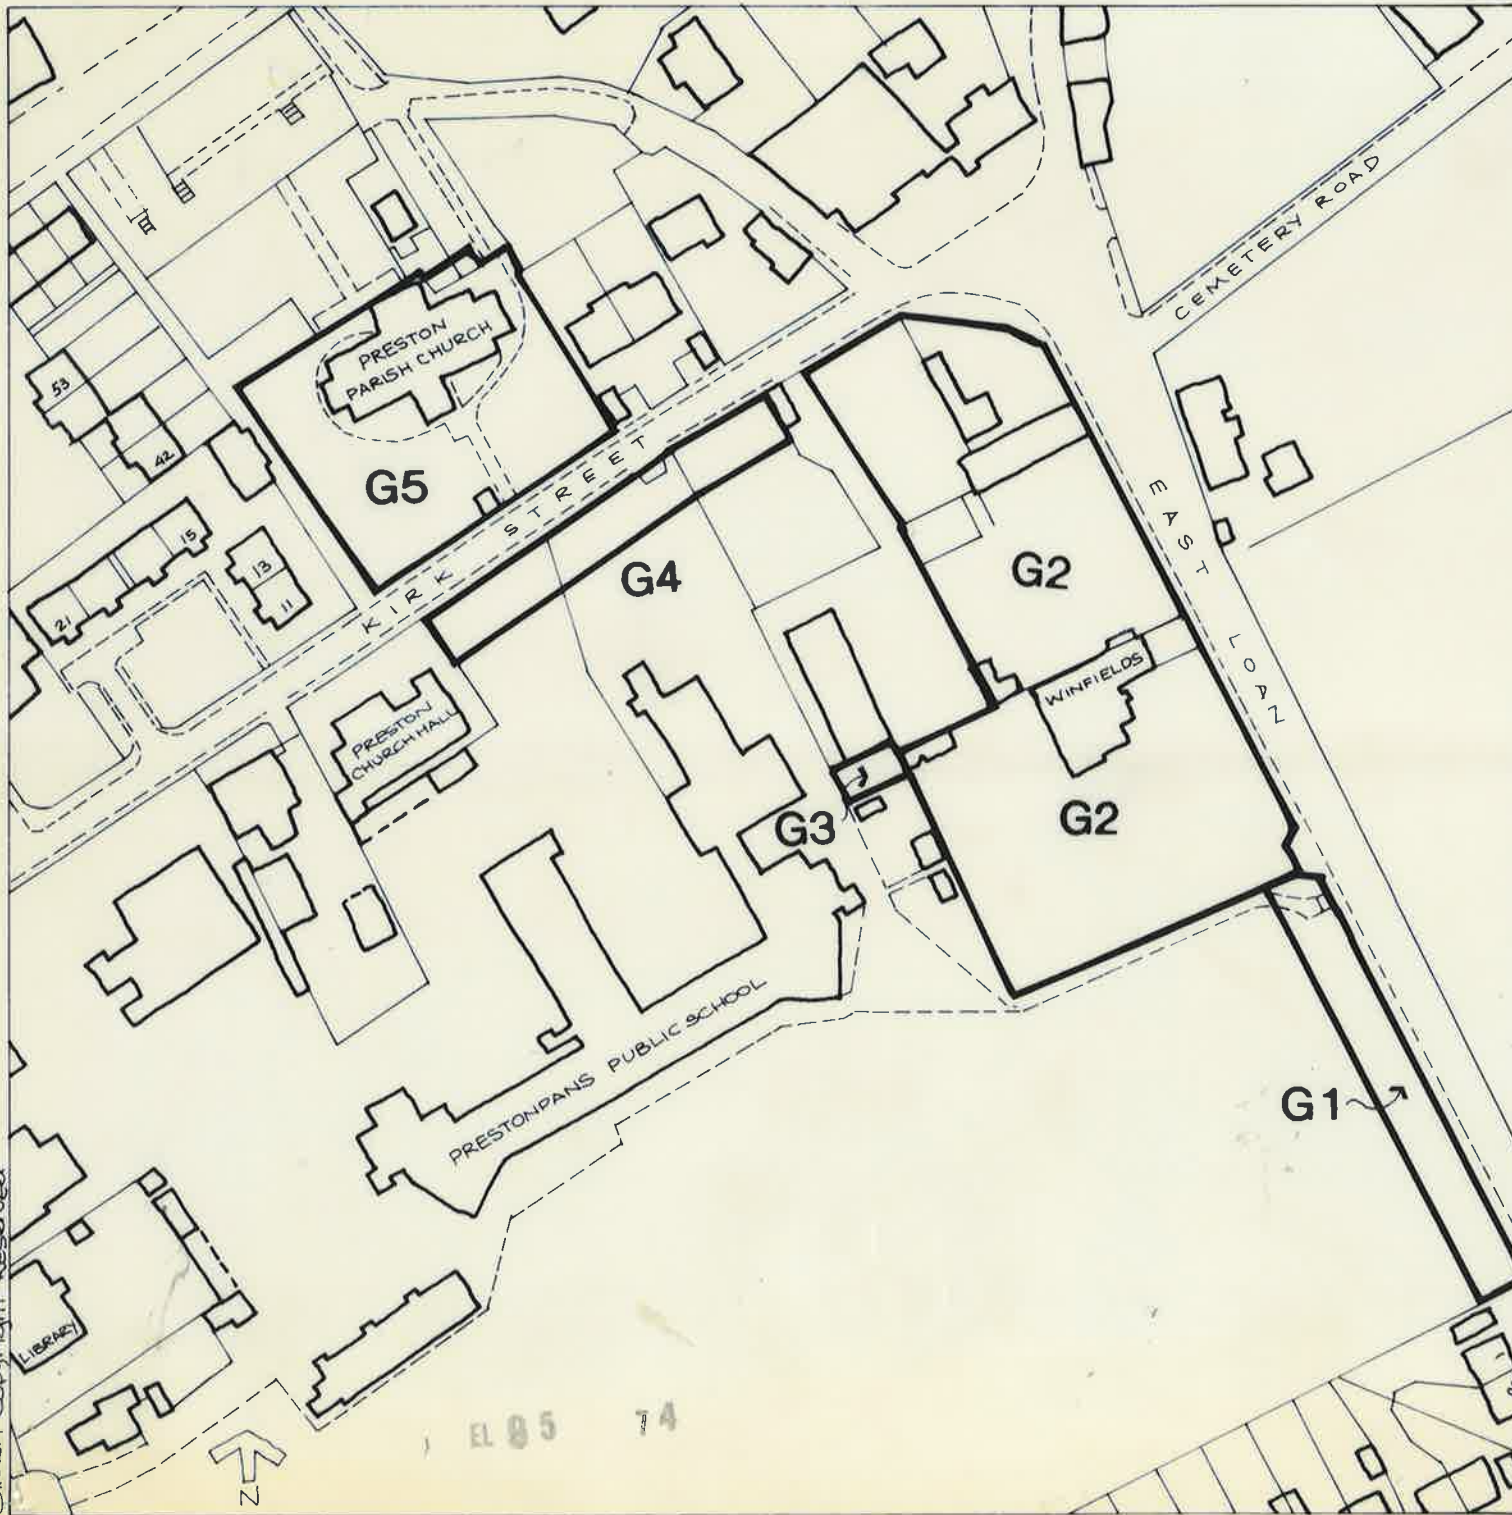 CEMETERY ROAD
PRESTON
PARISH CHURCH
53
42
G5
KIRK STREET
EAST LOAN
15
13
11
21
G4
G2
WINFIELDS
PRESTON
CHURCH HALL
G3
G2
PRESTONPANS PUBLIC SCHOOL
G1
LIBRARY
EL 85 74
N